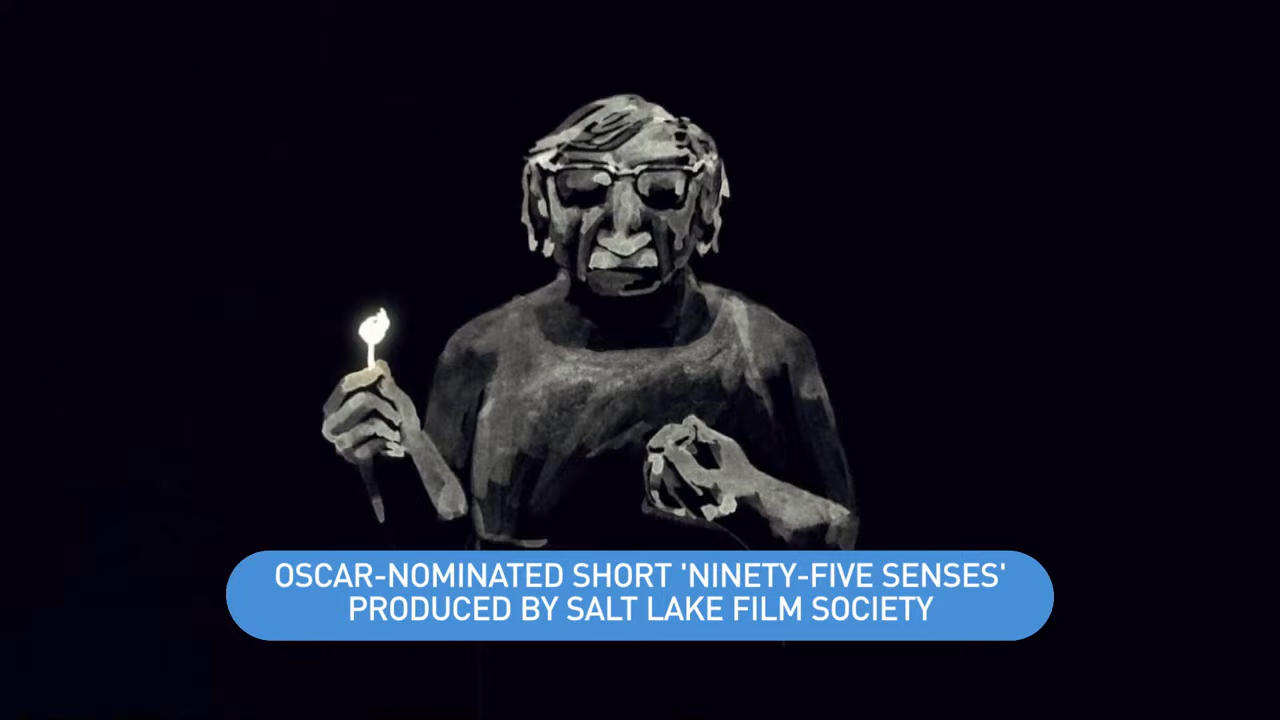 OSCAR-NOMINATED SHORT 'NINETY-FIVE SENSES'
PRODUCED BY SALT LAKE FILM SOCIETY